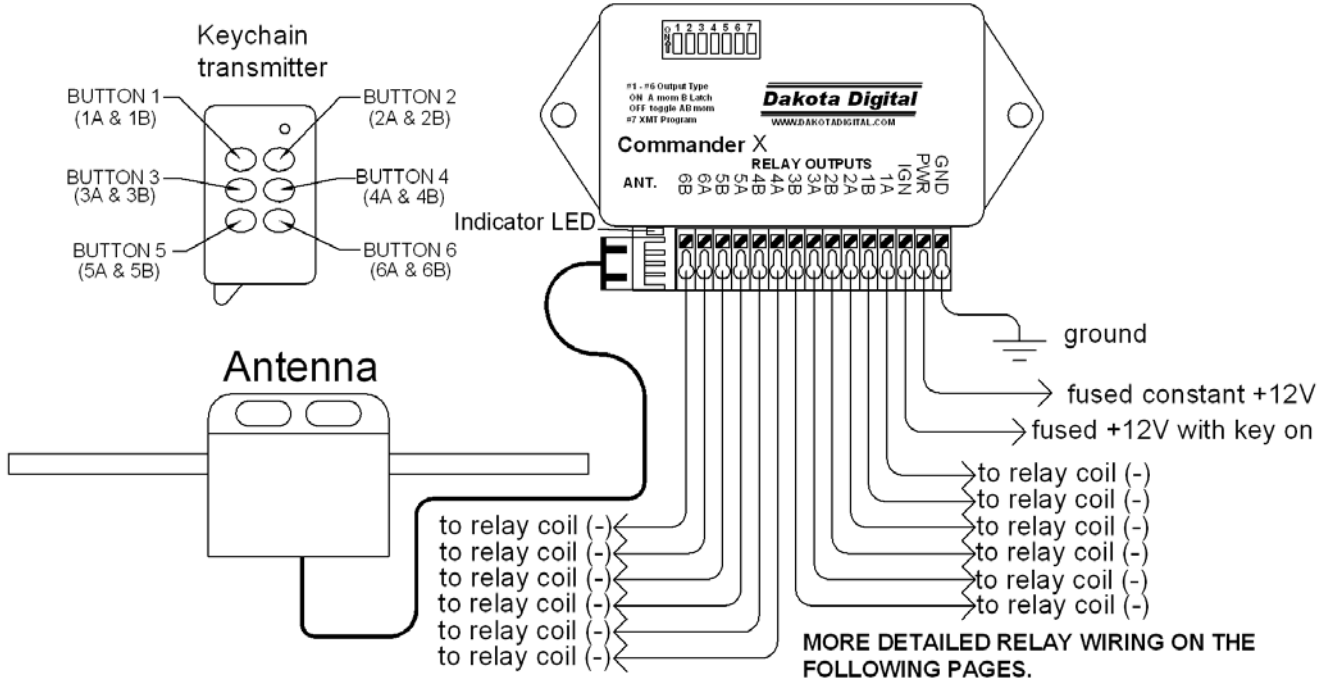 Keychain
transmitter
BUTTON 1
(1A & 1B)
BUTTON 2
(2A & 2B)
BUTTON 3
(3A & 3B)
BUTTON 4
(4A & 4B)
BUTTON 5
(5A & 5B)
BUTTON 6
(6A & 6B)
ON
1 2 3 4 5 6 7
#1 - #6 Output Type
ON A mom B Latch
OFF toggle AB mom
#7 XMT Program
Dakota Digital
WWW.DAKOTADIGITAL.COM
Commander X
RELAY OUTPUTS
ANT.
6B 6A 5B 5A 4B 4A 3B 3A 2B 2A 1B 1A IGN PWR GND
Indicator LED
Antenna
ground
fused constant +12V
fused +12V with key on
to relay coil (-)
to relay coil (-)
to relay coil (-)
to relay coil (-)
to relay coil (-)
to relay coil (-)
to relay coil (-)
to relay coil (-)
to relay coil (-)
to relay coil (-)
to relay coil (-)
to relay coil (-)
MORE DETAILED RELAY WIRING ON THE
FOLLOWING PAGES.